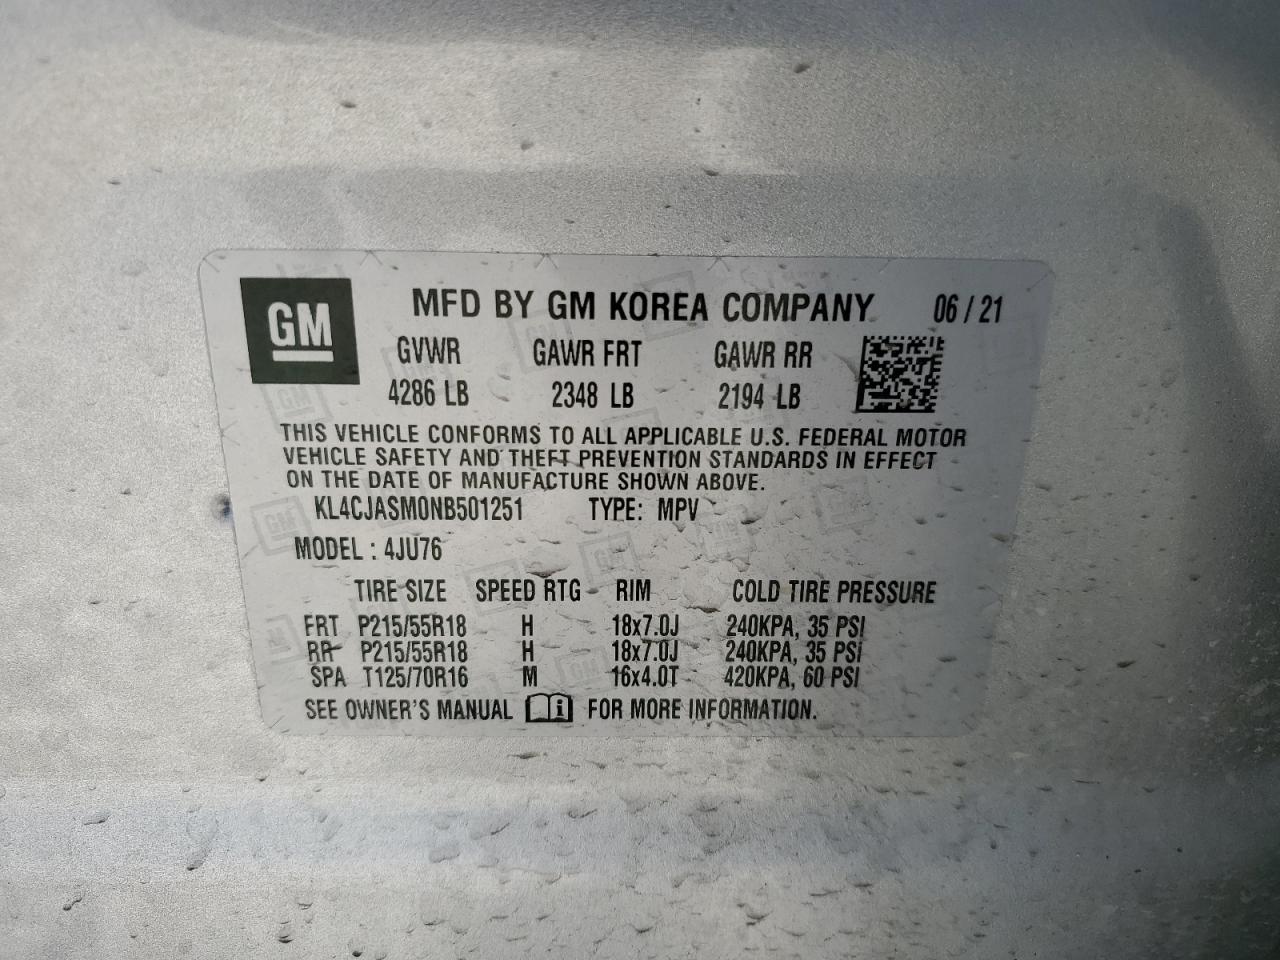 GM
MFD BY GM KOREA COMPANY 06 / 21
GVWR GAWR FRT GAWR RR
4286 LB 2348 LB 2194 LB
THIS VEHICLE CONFORMS TO ALL APPLICABLE U.S. FEDERAL MOTOR
VEHICLE SAFETY AND THEFT PREVENTION STANDARDS IN EFFECT
ON THE DATE OF MANUFACTURE SHOWN ABOVE.
KL4CJASM0NB501251 TYPE: MPV
MODEL : 4JU76
TIRE SIZE SPEED RTG RIM COLD TIRE PRESSURE
FRT P215/55R18 H 18x7.0J 240KPA, 35 PSI
RR P215/55R18 H 18x7.0J 240KPA, 35 PSI
SPA T125/70R16 M 16x4.0T 420KPA, 60 PSI
SEE OWNER'S MANUAL i FOR MORE INFORMATION.